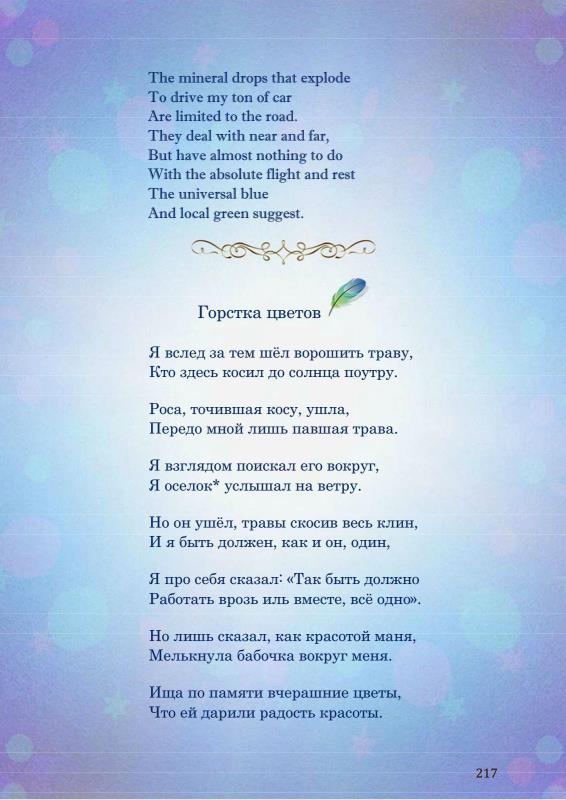 The mineral drops that explode
To drive my ton of car
Are limited to the road.
They deal with near and far,
But have almost nothing to do
With the absolute flight and rest
The universal blue
And local green suggest.
Горстка цветов
Я вслед за тем шёл ворошить траву,
Кто здесь косил до солнца поутру.
Роса, точившая косу, ушла,
Передо мной лишь павшая трава.
Я взглядом поискал его вокруг,
Я оселок* услышал на ветру.
Но он ушёл, травы скосив весь клин,
И я быть должен, как и он, один,
Я про себя сказал: «Так быть должно
Работать врозь иль вместе, всё одно».
Но лишь сказал, как красотой маня,
Мелькнула бабочка вокруг меня.
Ища по памяти вчерашние цветы,
Что ей дарили радость красоты.
217